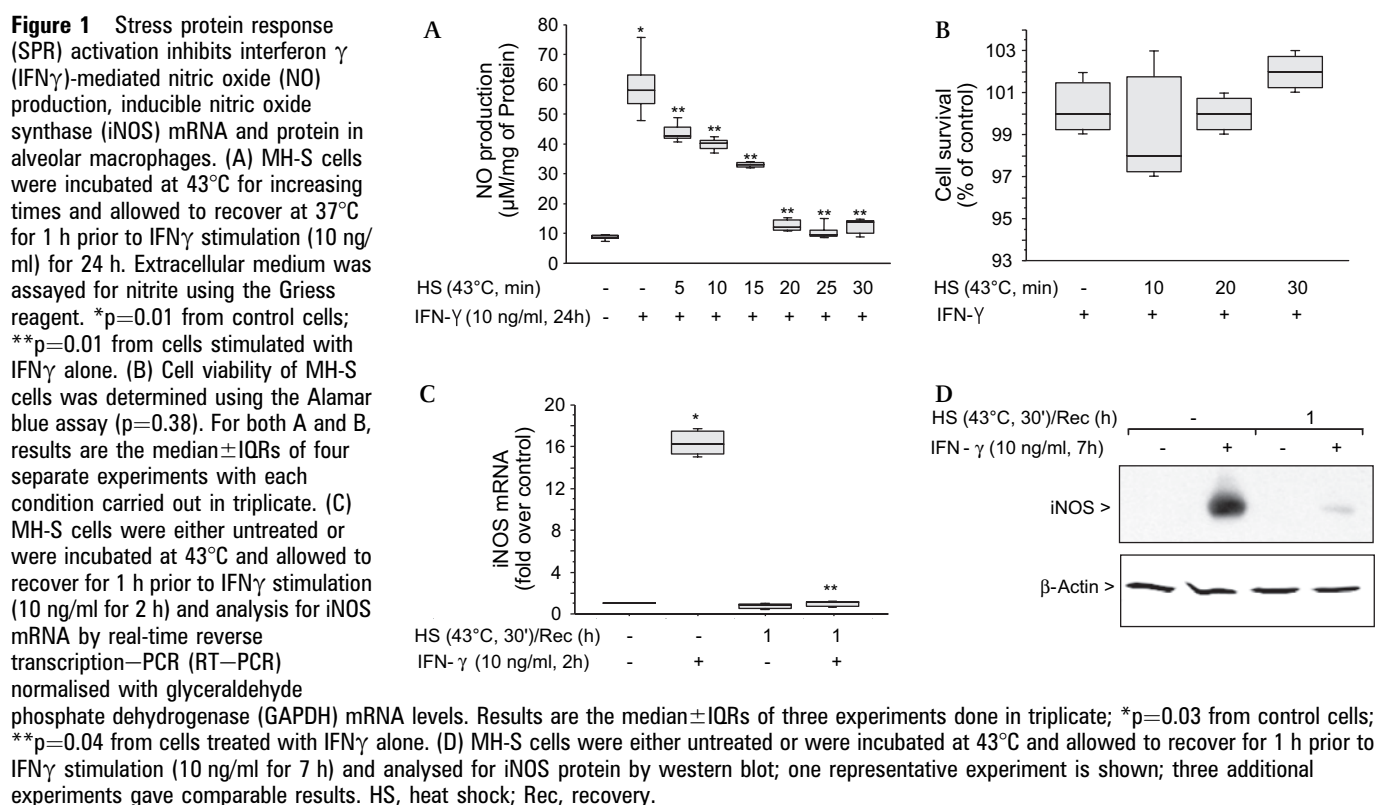 Figure 1 Stress protein response
(SPR) activation inhibits interferon γ
(IFNγ)-mediated nitric oxide (NO)
production, inducible nitric oxide
synthase (iNOS) mRNA and protein in
alveolar macrophages. (A) MH-S cells
were incubated at 43°C for increasing
times and allowed to recover at 37°C
for 1 h prior to IFNγ stimulation (10 ng/
ml) for 24 h. Extracellular medium was
assayed for nitrite using the Griess
reagent. *p=0.01 from control cells;
**p=0.01 from cells stimulated with
IFNγ alone. (B) Cell viability of MH-S
cells was determined using the Alamar
blue assay (p=0.38). For both A and B,
results are the median±IQRs of four
separate experiments with each
condition carried out in triplicate. (C)
MH-S cells were either untreated or
were incubated at 43°C and allowed to
recover for 1 h prior to IFNγ stimulation
(10 ng/ml for 2 h) and analysis for iNOS
mRNA by real-time reverse
transcription–PCR (RT–PCR)
normalised with glyceraldehyde
phosphate dehydrogenase (GAPDH) mRNA levels. Results are the median±IQRs of three experiments done in triplicate; *p=0.03 from control cells;
**p=0.04 from cells treated with IFNγ alone. (D) MH-S cells were either untreated or were incubated at 43°C and allowed to recover for 1 h prior to
IFNγ stimulation (10 ng/ml for 7 h) and analysed for iNOS protein by western blot; one representative experiment is shown; three additional
experiments gave comparable results. HS, heat shock; Rec, recovery.
A
NO production
(μM/mg of Protein)
80
70
60
50
40
30
20
10
0
* ** ** ** ** ** **
HS (43°C, min) - - 5 10 15 20 25 30
IFN-γ (10 ng/ml, 24h) - + + + + + + +
B
Cell survival
(% of control)
103
101
99
97
95
93
HS (43°C, min) - 10 20 30
IFN-γ + + + +
C
iNOS mRNA
(fold over control)
20
16
12
8
4
0
* **
HS (43°C, 30')/Rec (h) - - 1 1
IFN- γ (10 ng/ml, 2h) - + - +
D
HS (43°C, 30')/Rec (h) - 1
IFN - γ (10 ng/ml, 7h) - + - +
iNOS >
β-Actin >